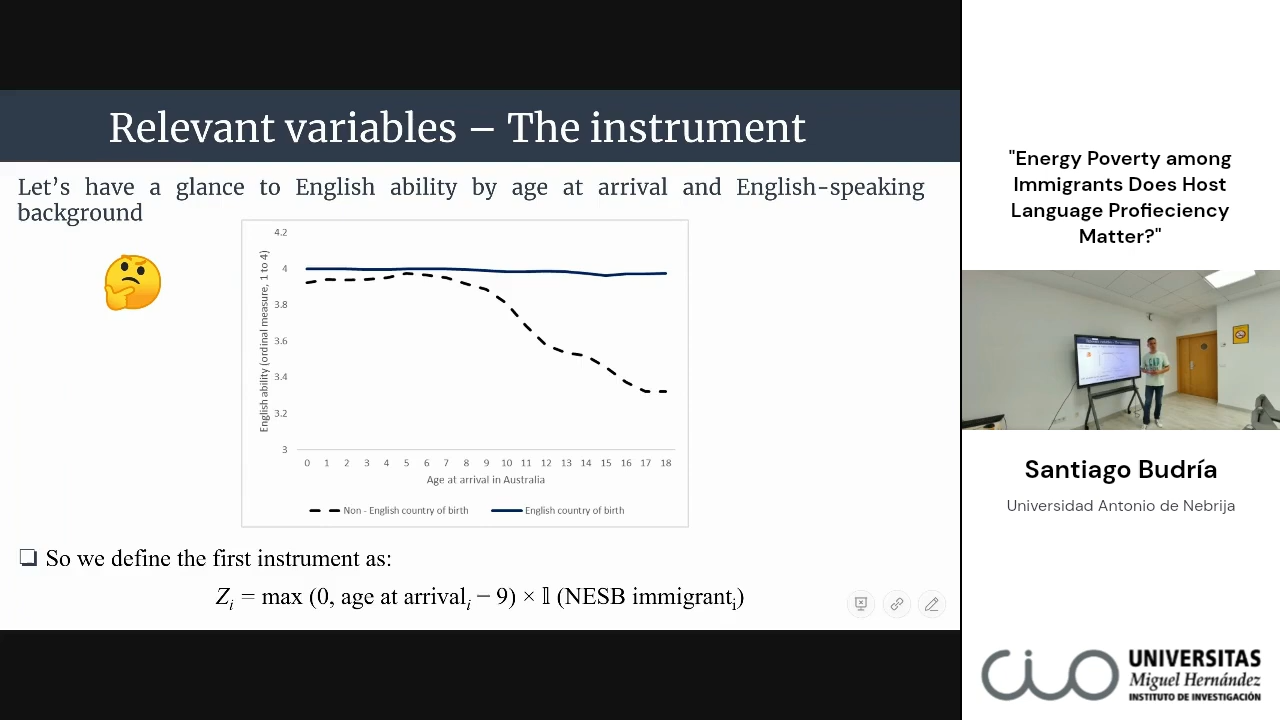 Relevant variables – The instrument
Let’s have a glance to English ability by age at arrival and English-speaking
background
English ability (ordinal measure, 1 to 4)
4.2
4
3.8
3.6
3.4
3.2
3
0 1 2 3 4 5 6 7 8 9 10 11 12 13 14 15 16 17 18
Age at arrival in Australia
Non - English country of birth English country of birth
❑ So we define the first instrument as:
Zi = max (0, age at arrivali − 9) × 𝕀 (NESB immigranti)
"Energy Poverty among
Immigrants Does Host
Language Profieciency
Matter?"
Santiago Budría
Universidad Antonio de Nebrija
CIO
UNIVERSITAS
Miguel Hernández
INSTITUTO DE INVESTIGACIÓN